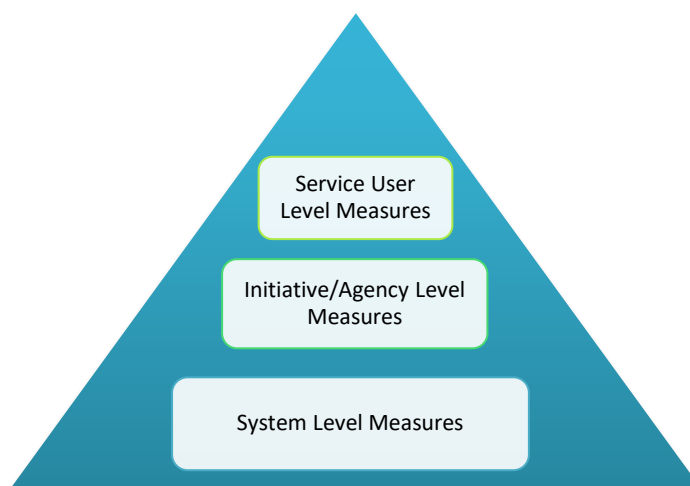 Service User
Level Measures
Initiative/Agency Level
Measures
System Level Measures